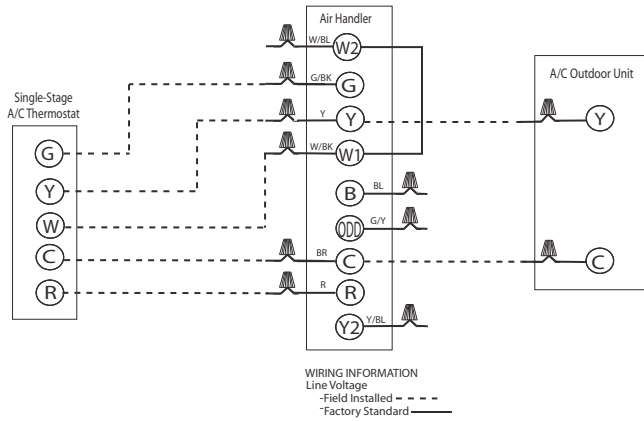 Air Handler
W/BL
W2
A/C Outdoor Unit
Single-Stage
A/C Thermostat
G/BK
G
Y
Y
Y
G
W/BK
W1
Y
B
BL
W
ODD
G/Y
C
BR
C
C
R
R
R
Y2
Y/BL
WIRING INFORMATION
Line Voltage
-Field Installed
-Factory Standard